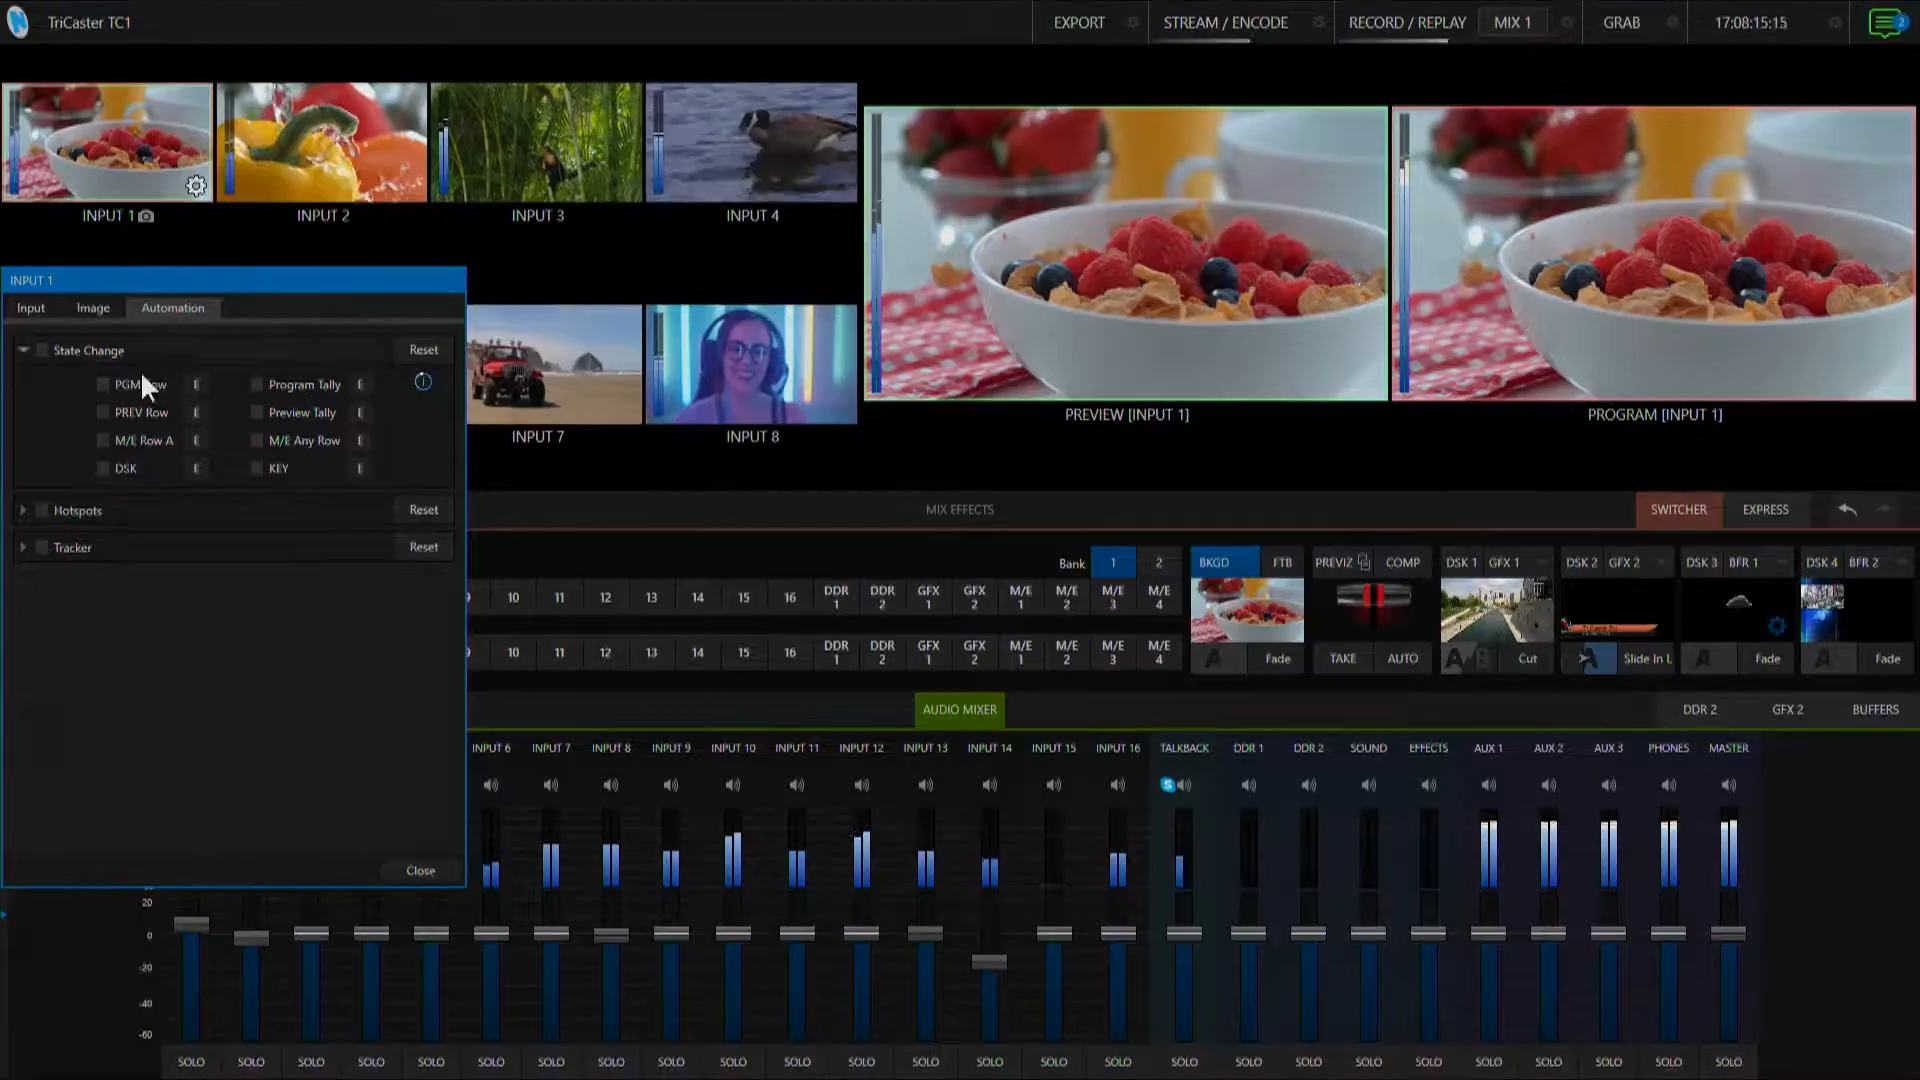 TriCaster TC1
EXPORT
STREAM / ENCODE
RECORD / REPLAY
MIX 1
GRAB
17:08:15:15
2
INPUT 1
INPUT 2
INPUT 3
INPUT 4
PREVIEW [INPUT 1]
PROGRAM [INPUT 1]
INPUT 7
INPUT 8
INPUT 1
Input Image Automation
State Change Reset
PGM Row Program Tally
PREV Row Preview Tally
M/E Row A M/E Any Row
DSK KEY
Hotspots Reset
Tracker Reset
Close
MIX EFFECTS
SWITCHER
EXPRESS
Bank 1 2
BKGD FTB PREVIZ COMP DSK 1 GFX 1 DSK 2 GFX 2 DSK 3 BFR 1 DSK 4 BFR 2
9 10 11 12 13 14 15 16 DDR 1 DDR 2 GFX 1 GFX 2 M/E 1 M/E 2 M/E 3 M/E 4
9 10 11 12 13 14 15 16 DDR 1 DDR 2 GFX 1 GFX 2 M/E 1 M/E 2 M/E 3 M/E 4
Fade TAKE AUTO Cut Slide In L Fade Fade
AUDIO MIXER
DDR 2 GFX 2 BUFFERS
INPUT 6 INPUT 7 INPUT 8 INPUT 9 INPUT 10 INPUT 11 INPUT 12 INPUT 13 INPUT 14 INPUT 15 INPUT 16 TALKBACK DDR 1 DDR 2 SOUND EFFECTS AUX 1 AUX 2 AUX 3 PHONES MASTER
20
0
-20
-40
-60
SOLO SOLO SOLO SOLO SOLO SOLO SOLO SOLO SOLO SOLO SOLO SOLO SOLO SOLO SOLO SOLO SOLO SOLO SOLO SOLO SOLO SOLO SOLO SOLO SOLO SOLO